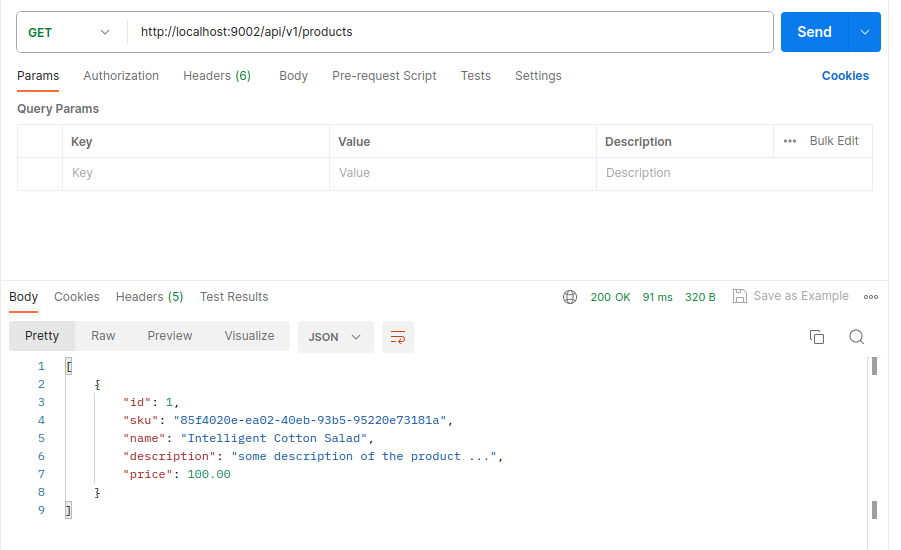 GET http://localhost:9002/api/v1/products Send
Params Authorization Headers (6) Body Pre-request Script Tests Settings Cookies
Query Params
Key Value Description Bulk Edit
Key Value Description
Body Cookies Headers (5) Test Results 200 OK 91 ms 320 B Save as Example
Pretty Raw Preview Visualize JSON
1 [
2 {
3 "id": 1,
4 "sku": "85f4020e-ea02-40eb-93b5-95220e73181a",
5 "name": "Intelligent Cotton Salad",
6 "description": "some description of the product ...",
7 "price": 100.00
8 }
9 ]